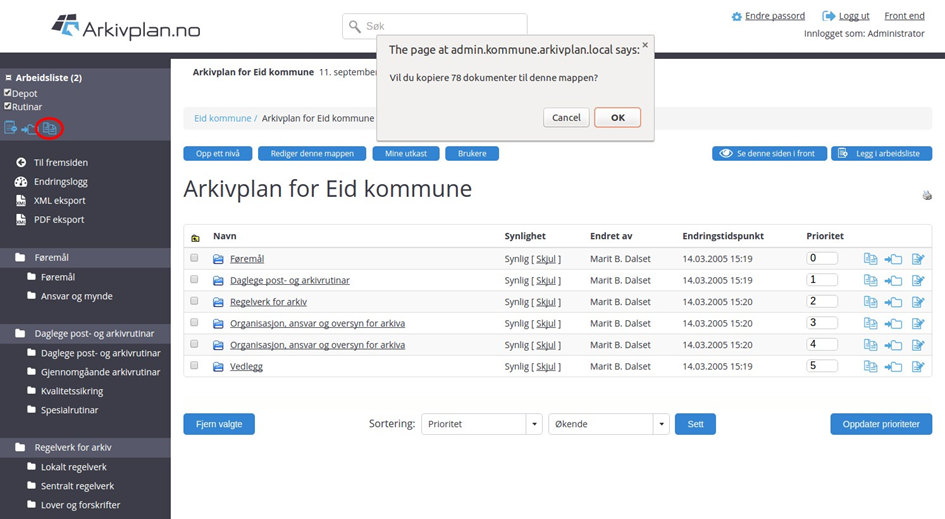 Arkivplan.no
Søk
Endre passord Logg ut Front end
Innlogget som: Administrator
The page at admin.kommune.arkivplan.local says:
Vil du kopiere 78 dokumenter til denne mappen?
Cancel OK
Arbeidsliste (2)
Depot
Rutinar
Til fremsiden
Endringslogg
XML eksport
PDF eksport
Føremål
Føremål
Ansvar og mynde
Daglege post- og arkivrutinar
Daglege post- og arkivrutinar
Gjennomgåande arkivrutinar
Kvalitetssikring
Spesialrutinar
Regelverk for arkiv
Lokalt regelverk
Sentralt regelverk
Lover og forskrifter
Arkivplan for Eid kommune 11. september
Eid kommune / Arkivplan for Eid kommune
Opp ett nivå Rediger denne mappen Mine utkast Brukere Se denne siden i front Legg i arbeidsliste
Arkivplan for Eid kommune
Navn Synlighet Endret av Endringstidspunkt Prioritet
Føremål Synlig [ Skjul ] Marit B. Dalset 14.03.2005 15:19 0
Daglege post- og arkivrutinar Synlig [ Skjul ] Marit B. Dalset 14.03.2005 15:19 1
Regelverk for arkiv Synlig [ Skjul ] Marit B. Dalset 14.03.2005 15:20 2
Organisasjon, ansvar og oversyn for arkiva Synlig [ Skjul ] Marit B. Dalset 14.03.2005 15:20 3
Organisasjon, ansvar og oversyn for arkiva Synlig [ Skjul ] Marit B. Dalset 14.03.2005 15:20 4
Vedlegg Synlig [ Skjul ] Marit B. Dalset 14.03.2005 15:19 5
Fjern valgte Sortering: Prioritet Økende Sett Oppdater prioriteter